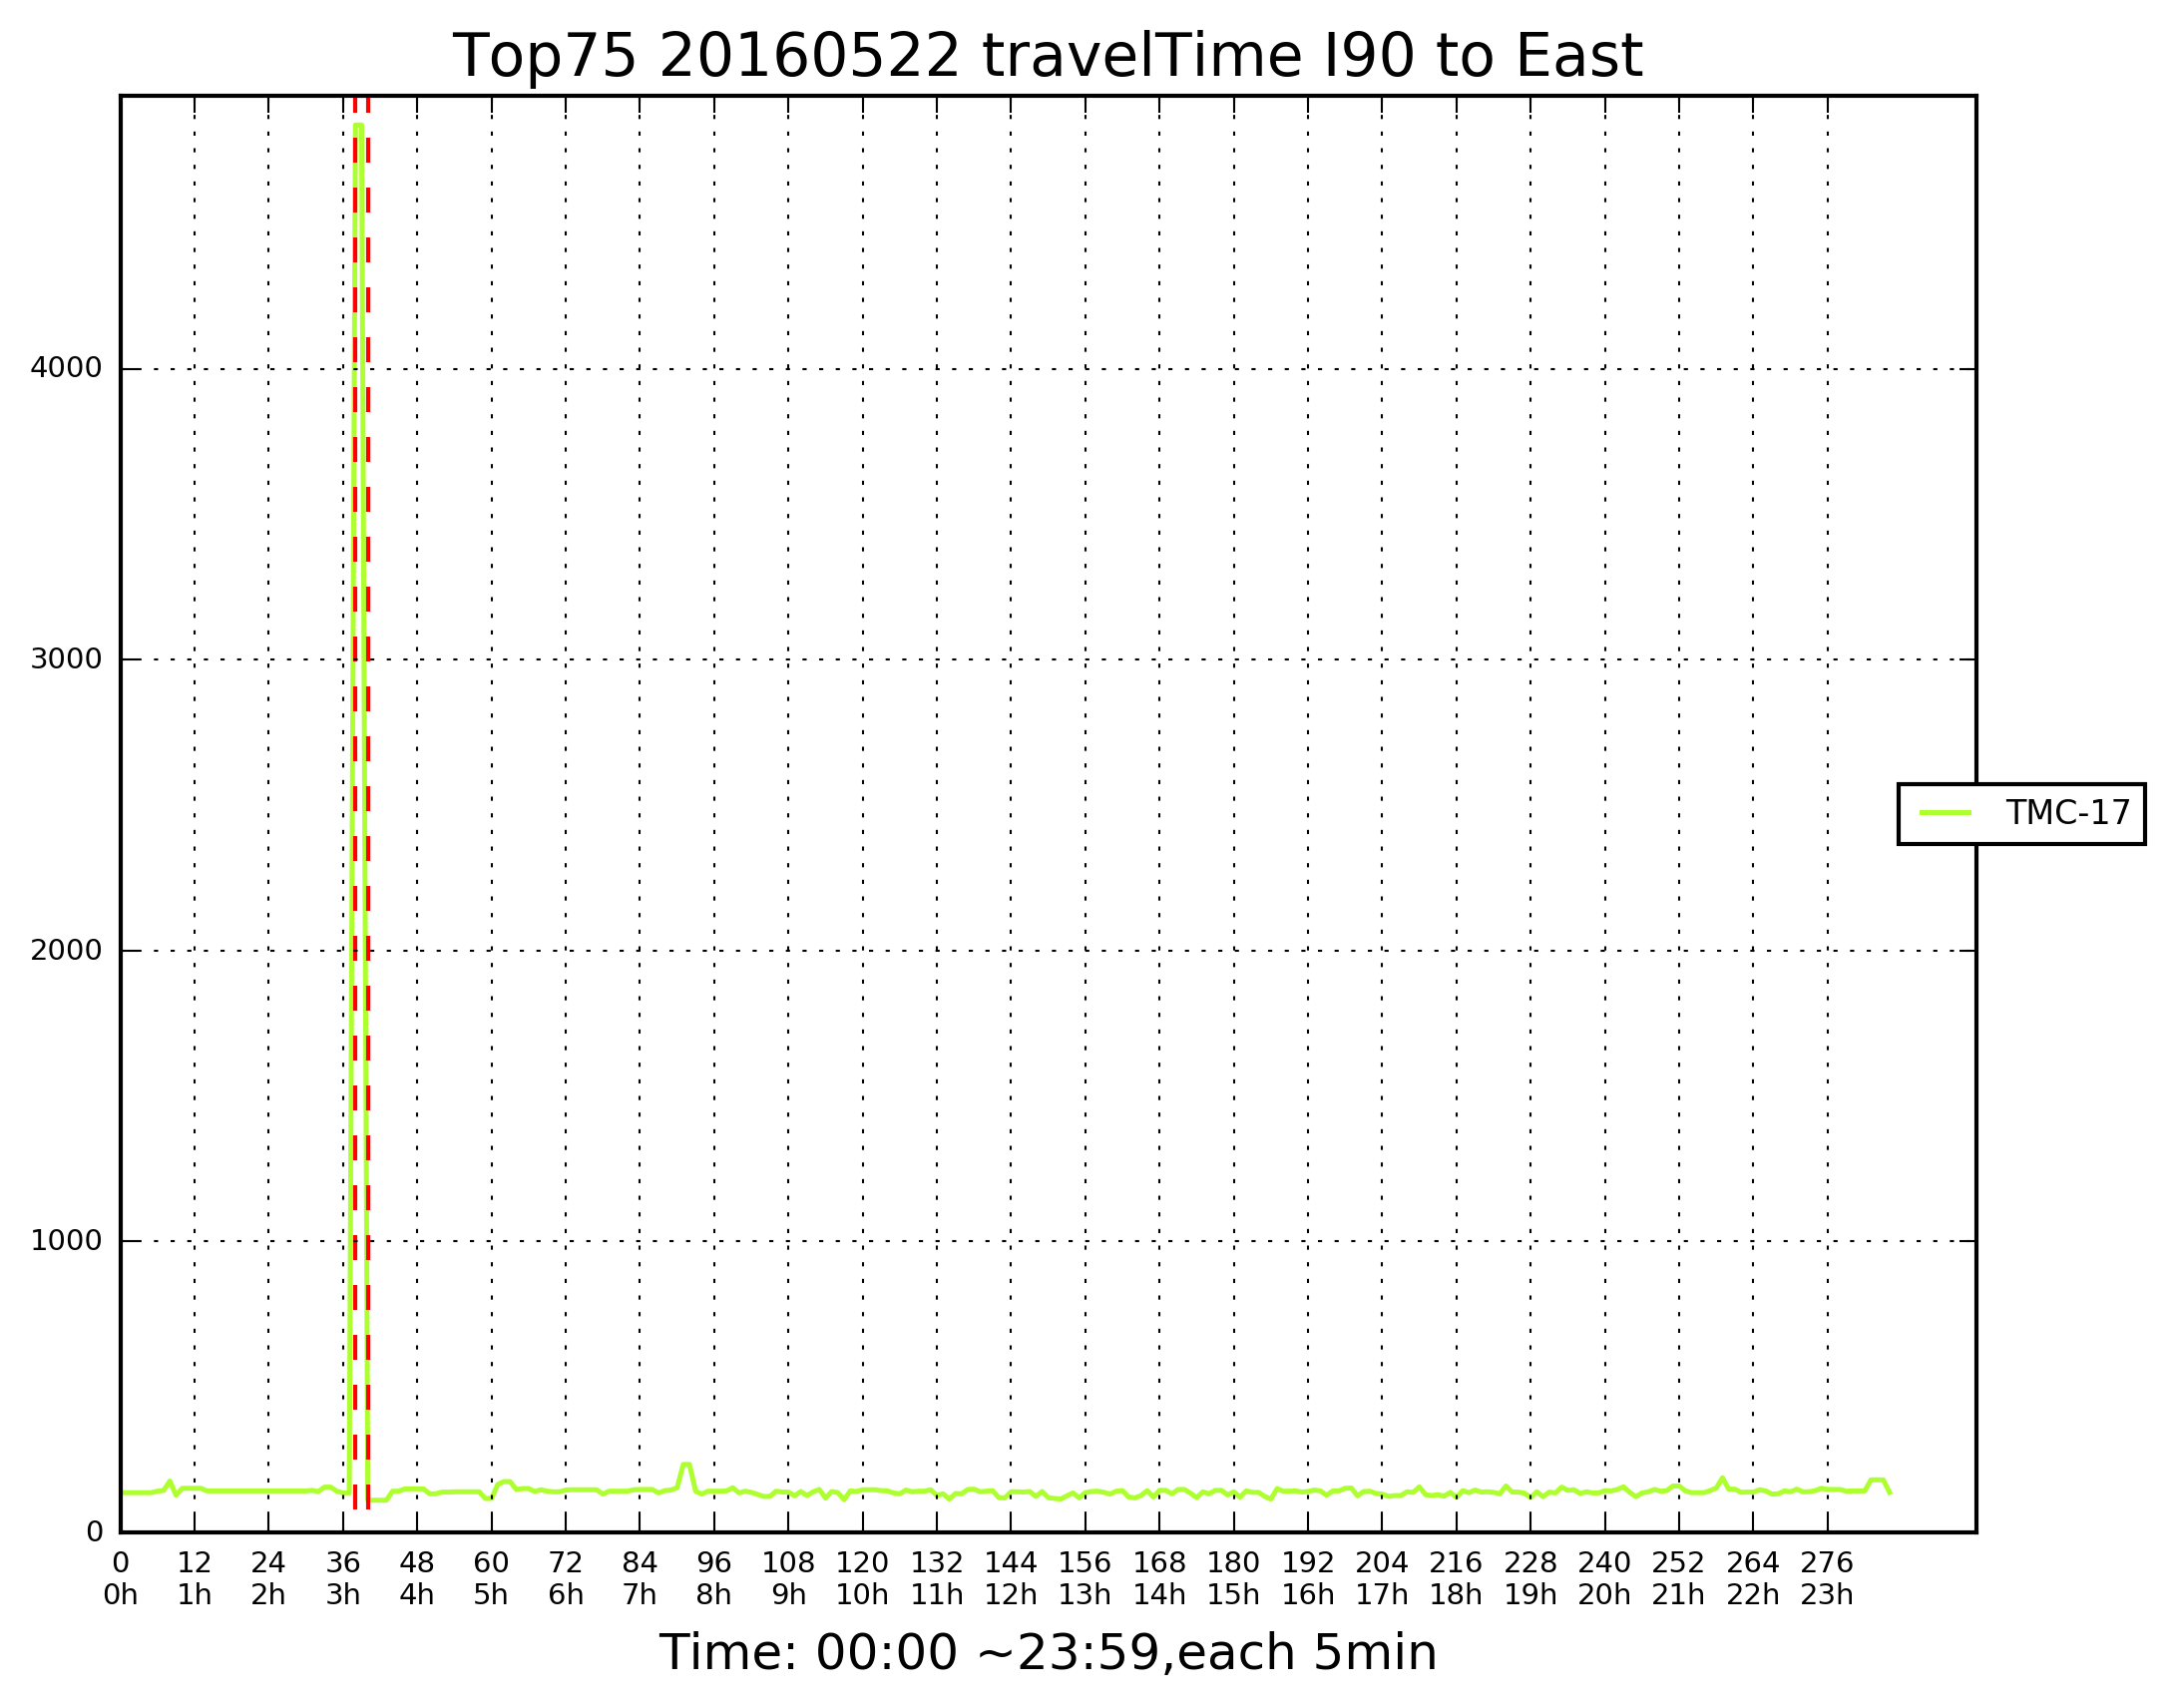 Top75 20160522 travelTime I90 to East
4000
3000
TMC-17
2000
1000
0
0 12 24 36 48 60 72 84 96 108 120 132 144 156 168 180 192 204 216 228 240 252 264 276
0h 1h 2h 3h 4h 5h 6h 7h 8h 9h 10h 11h 12h 13h 14h 15h 16h 17h 18h 19h 20h 21h 22h 23h
Time: 00:00 ~23:59,each 5min